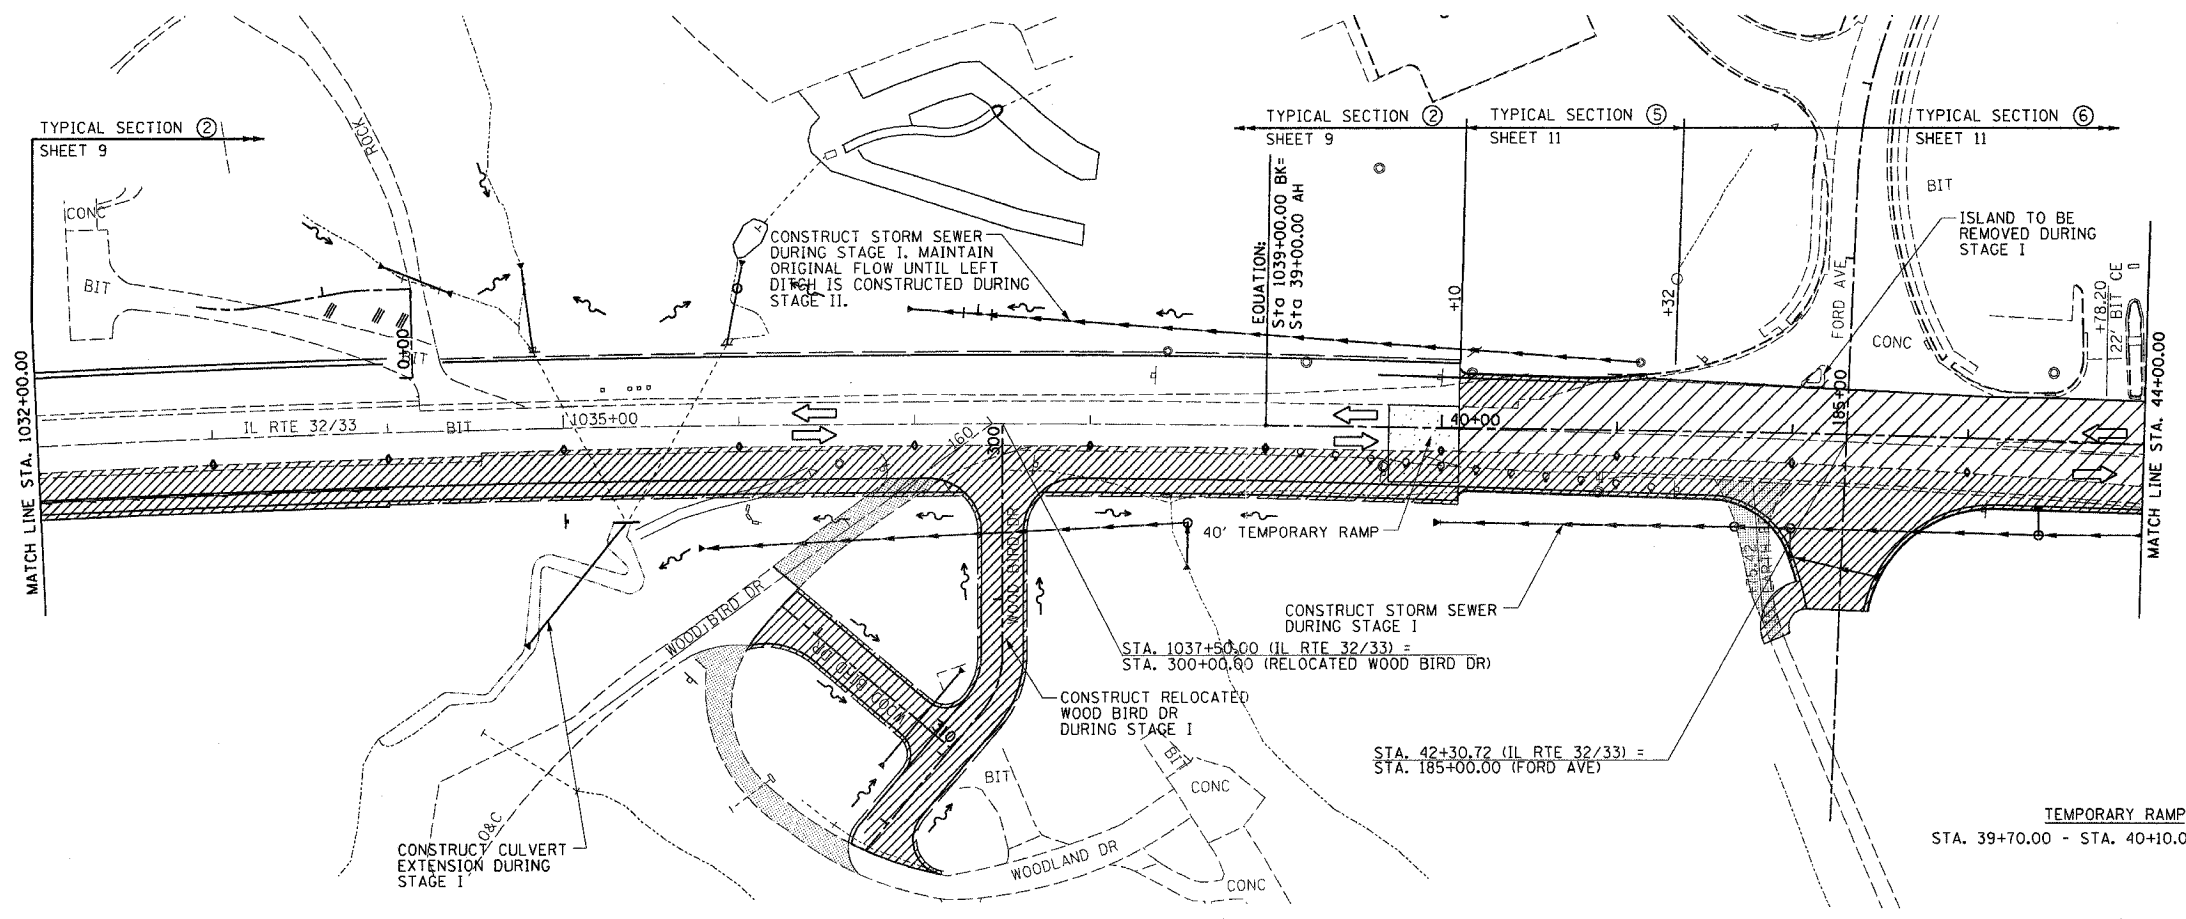 TYPICAL SECTION ②
SHEET 9
TYPICAL SECTION ②
SHEET 9
TYPICAL SECTION ⑤
SHEET 11
TYPICAL SECTION ⑥
SHEET 11
ROCK
CONC
BIT
CONSTRUCT STORM SEWER
DURING STAGE I. MAINTAIN
ORIGINAL FLOW UNTIL LEFT
DITCH IS CONSTRUCTED DURING
STAGE II.
EQUATION:
Sta 1039+00.00 BK=
Sta 39+00.00 AH
+10
+32
FORD AVE
BIT
ISLAND TO BE
REMOVED DURING
STAGE I
CONC
+78.20
22' BIT CE
MATCH LINE STA. 1032+00.00
MATCH LINE STA. 44+00.00
10+00
IL RTE 32/33
BIT
1035+00
160
300
40+00
185+00
WOOD BIRD DR
40' TEMPORARY RAMP
WOOD BIRD DR
WOOD BIRD DR
310
CONSTRUCT STORM SEWER
DURING STAGE I
STA. 1037+50.00 (IL RTE 32/33) =
STA. 300+00.00 (RELOCATED WOOD BIRD DR)
CONSTRUCT RELOCATED
WOOD BIRD DR
DURING STAGE I
STA. 42+30.72 (IL RTE 32/33) =
STA. 185+00.00 (FORD AVE)
BIT
BIT
CONC
O&C
CONSTRUCT CULVERT
EXTENSION DURING
STAGE I
WOODLAND DR
CONC
TEMPORARY RAMP
STA. 39+70.00 - STA. 40+10.0